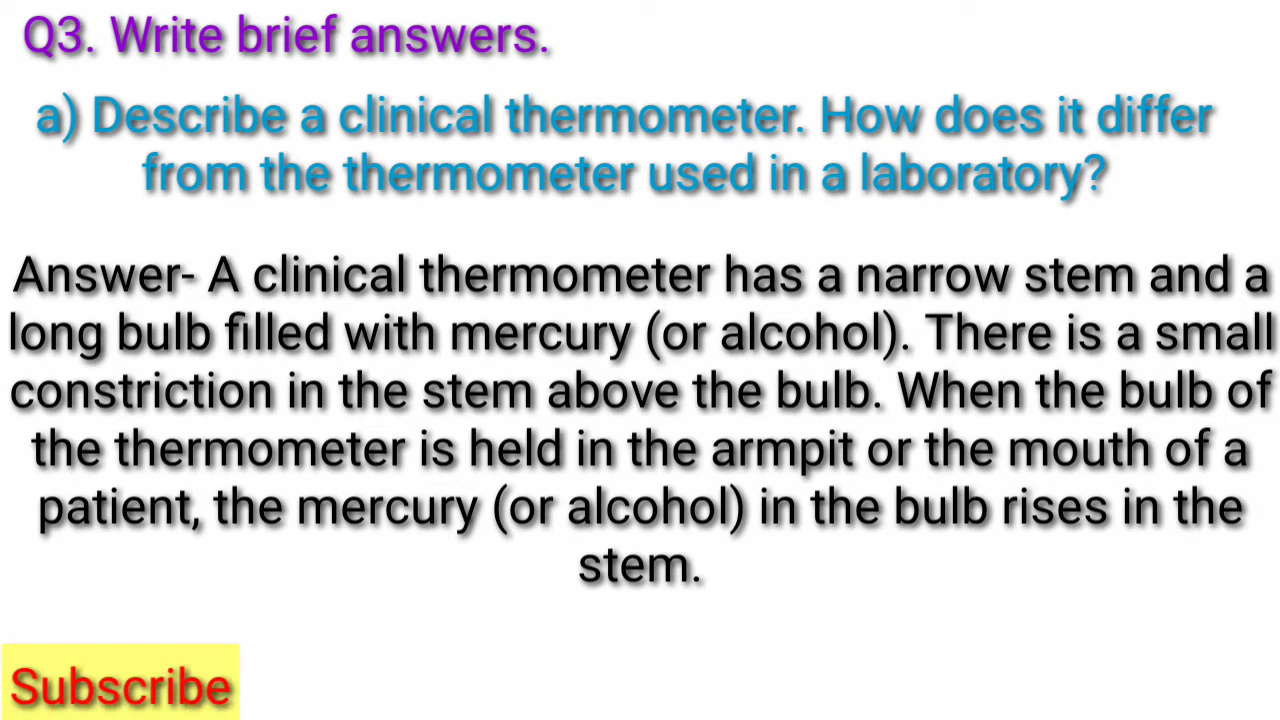 Q3. Write brief answers.
a) Describe a clinical thermometer. How does it differ
from the thermometer used in a laboratory?
Answer- A clinical thermometer has a narrow stem and a
long bulb filled with mercury (or alcohol). There is a small
constriction in the stem above the bulb. When the bulb of
the thermometer is held in the armpit or the mouth of a
patient, the mercury (or alcohol) in the bulb rises in the
stem.
Subscribe